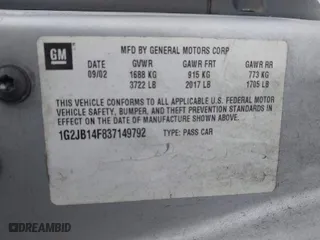 GM
MFD BY GENERAL MOTORS CORP
DATE GVWR GAWR FRT GAWR RR
09/02 1688 KG 915 KG 773 KG
3722 LB 2017 LB 1705 LB
THIS CAR CONFORMS TO ALL APPLICABLE U.S. FEDERAL MOTOR
VEHICLE SAFETY, BUMPER, AND THEFT PREVENTION STANDARDS
IN EFFECT ON THE DATE OF MANUFACTURE SHOWN ABOVE.
1G2JB14F837149792 TYPE: PASS CAR